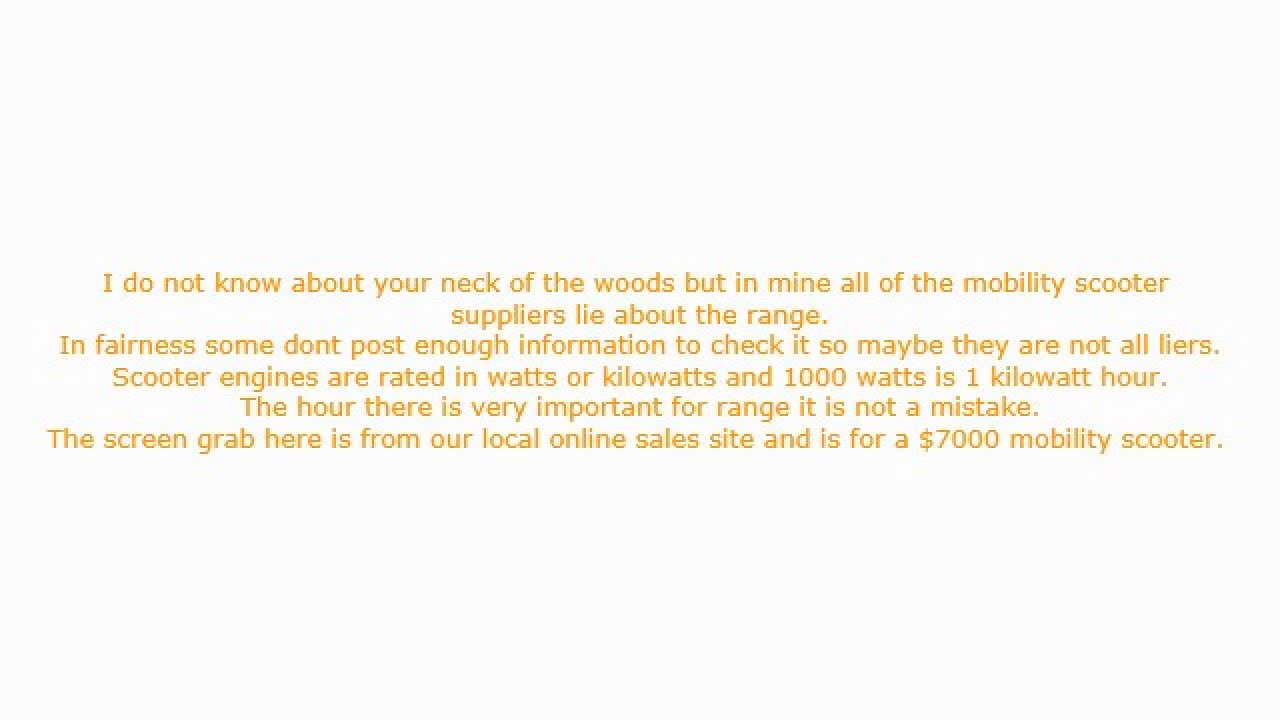 I do not know about your neck of the woods but in mine all of the mobility scooter
suppliers lie about the range.
In fairness some dont post enough information to check it so maybe they are not all liers.
Scooter engines are rated in watts or kilowatts and 1000 watts is 1 kilowatt hour.
The hour there is very important for range it is not a mistake.
The screen grab here is from our local online sales site and is for a $7000 mobility scooter.